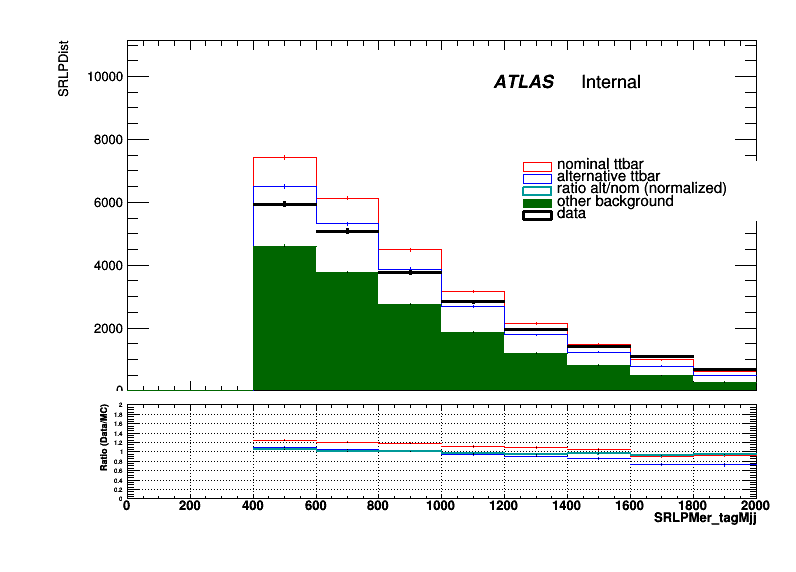 SRLPDist
10000
8000
6000
4000
2000
0
ATLAS Internal
nominal ttbar
alternative ttbar
ratio alt/nom (normalized)
other background
data
Ratio (Data/MC)
2
1.8
1.6
1.4
1.2
1
0.8
0.6
0.4
0.2
0
0 200 400 600 800 1000 1200 1400 1600 1800 2000
SRLPMer_tagMjj